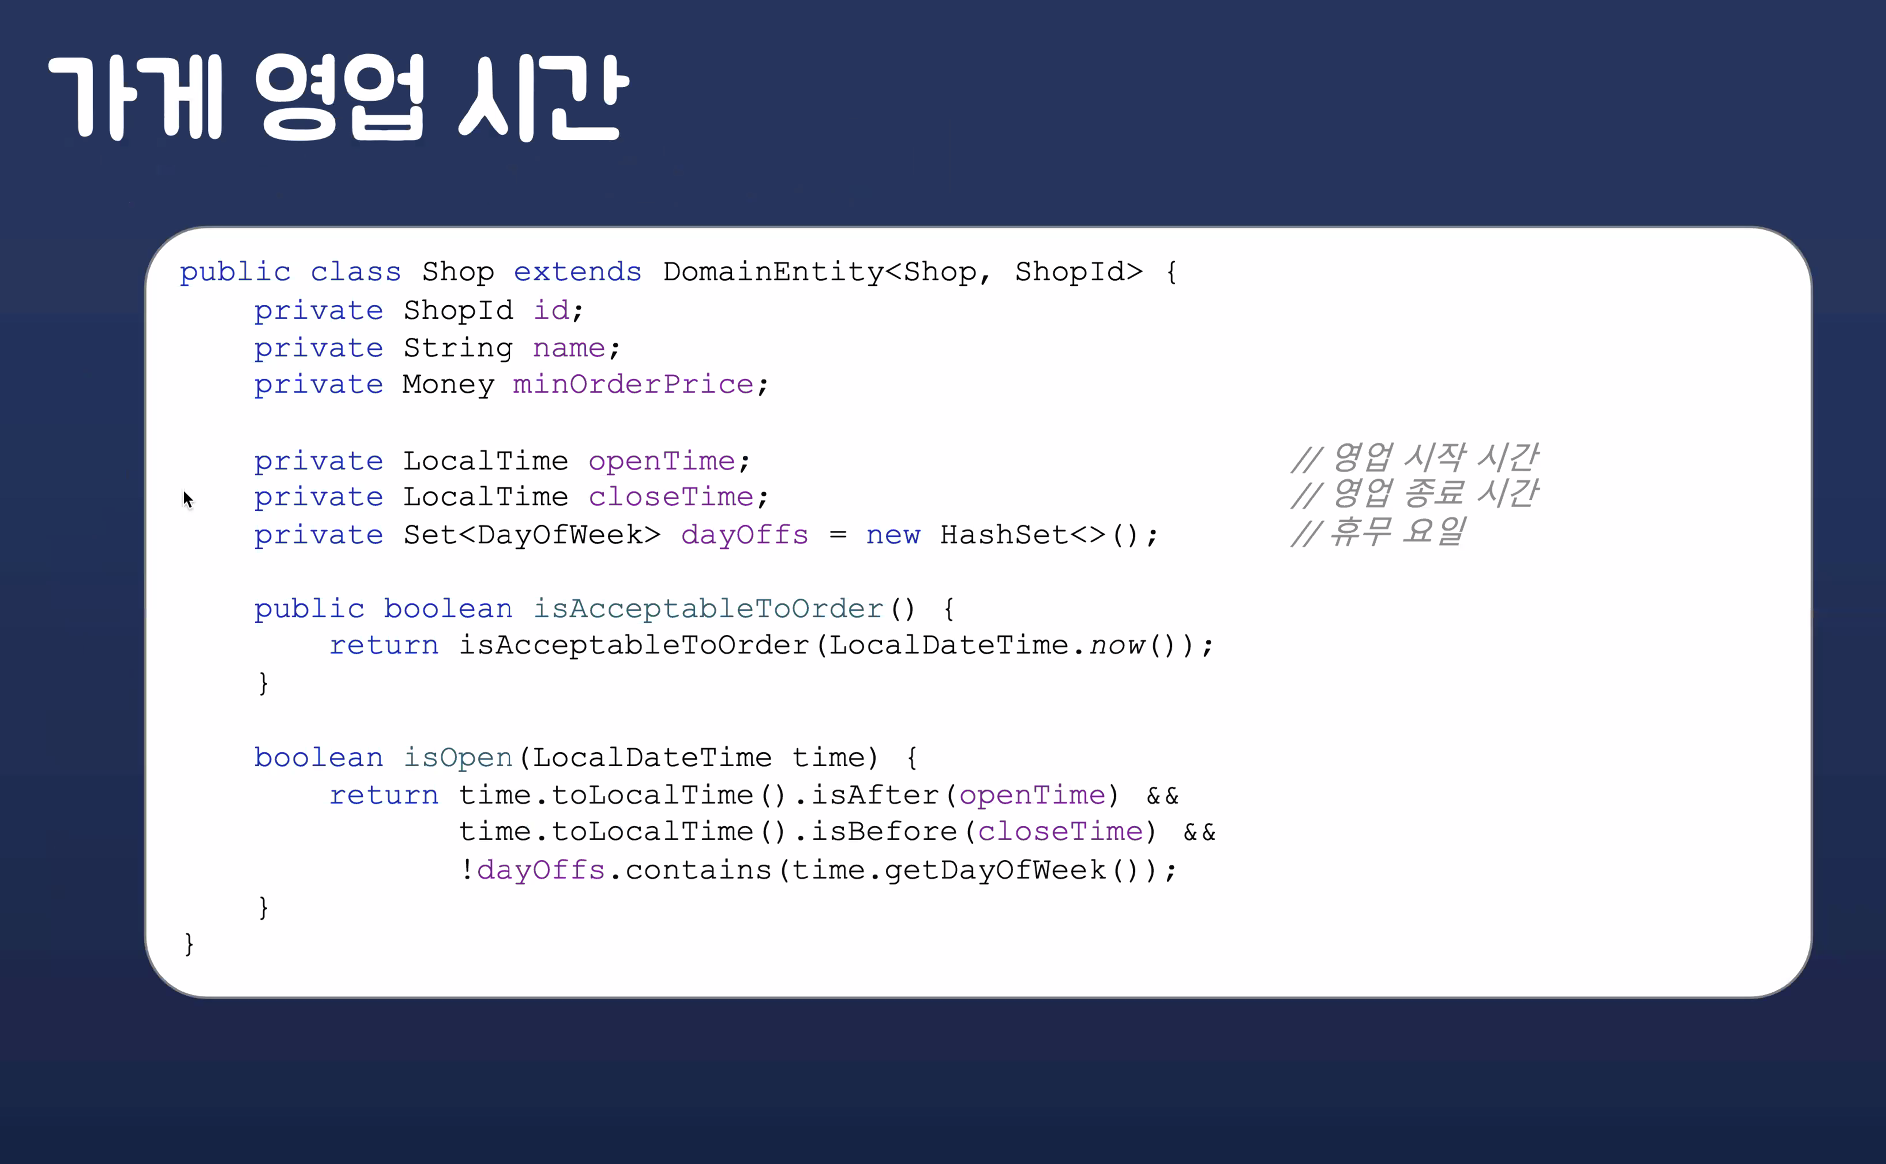 가게 영업 시간
public class Shop extends DomainEntity<Shop, ShopId> {
    private ShopId id;
    private String name;
    private Money minOrderPrice;
    private LocalTime openTime; // 영업 시작 시간
    private LocalTime closeTime; // 영업 종료 시간
    private Set<DayOfWeek> dayOffs = new HashSet<>(); // 휴무 요일
    public boolean isAcceptableToOrder() {
        return isAcceptableToOrder(LocalDateTime.now());
    }
    boolean isOpen(LocalDateTime time) {
        return time.toLocalTime().isAfter(openTime) &&
               time.toLocalTime().isBefore(closeTime) &&
               !dayOffs.contains(time.getDayOfWeek());
    }
}